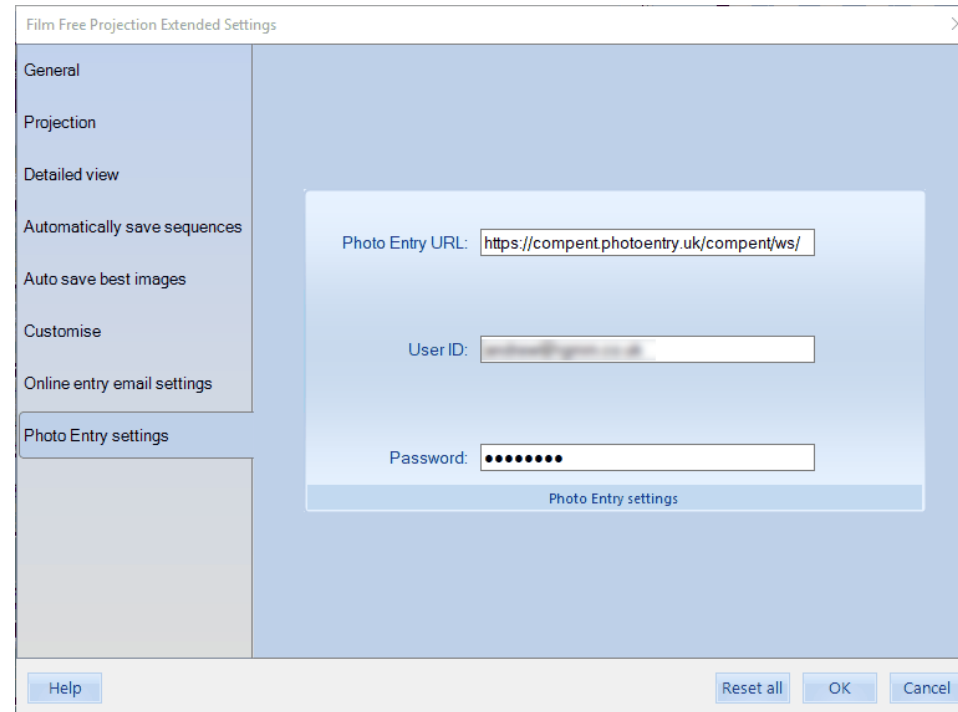 Film Free Projection Extended Settings
General
Projection
Detailed view
Automatically save sequences
Auto save best images
Customise
Online entry email settings
Photo Entry settings
Photo Entry URL: https://compent.photoentry.uk/compent/ws/
User ID:
Password: ●●●●●●●●
Photo Entry settings
Help
Reset all
OK
Cancel